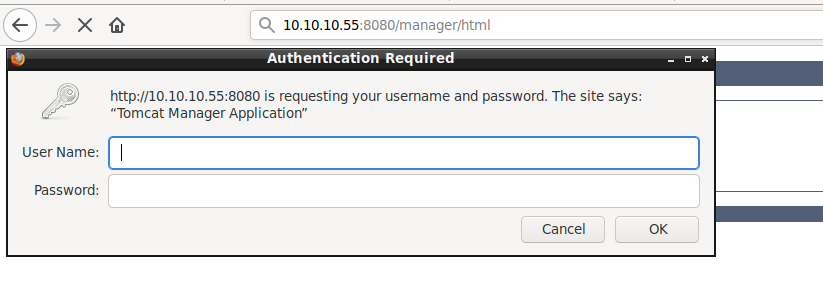 10.10.10.55:8080/manager/html
Authentication Required
http://10.10.10.55:8080 is requesting your username and password. The site says:
“Tomcat Manager Application”
User Name:
Password:
Cancel OK